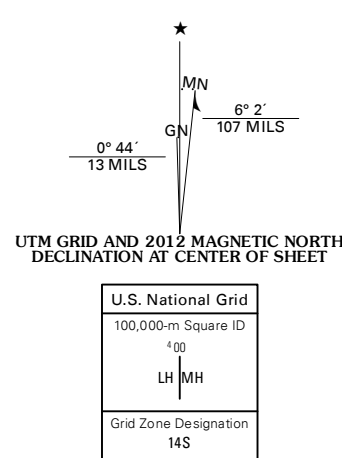 ★
MN
GN
6° 2´
107 MILS
0° 44´
13 MILS
UTM GRID AND 2012 MAGNETIC NORTH
DECLINATION AT CENTER OF SHEET
U.S. National Grid
100,000-m Square ID
⁴00
LH MH
Grid Zone Designation
14S